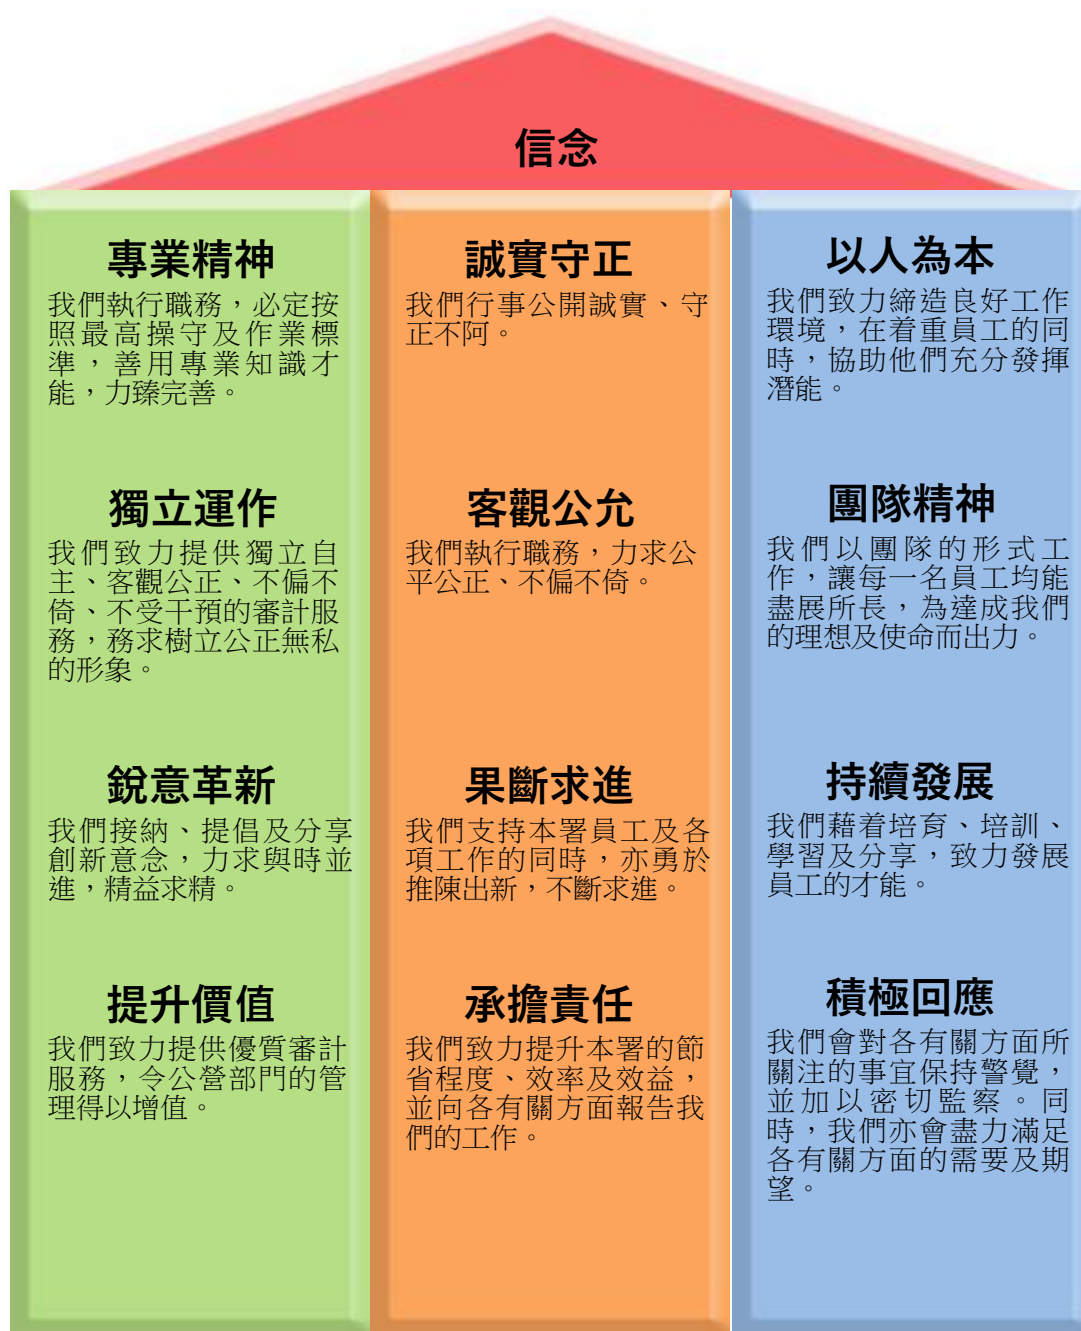 信念
專業精神
我們執行職務，必定按
照最高操守及作業標
準，善用專業知識才
能，力臻完善。
獨立運作
我們致力提供獨立自
主、客觀公正、不偏不
倚、不受干預的審計服
務，務求樹立公正無私
的形象。
銳意革新
我們接納、提倡及分享
創新意念，力求與時並
進，精益求精。
提升價值
我們致力提供優質審計
服務，令公營部門的管
理得以增值。
誠實守正
我們行事公開誠實、守
正不阿。
客觀公允
我們執行職務，力求公
平公正、不偏不倚。
果斷求進
我們支持本署員工及各
項工作的同時，亦勇於
推陳出新，不斷求進。
承擔責任
我們致力提升本署的節
省程度、效率及效益，
並向各有關方面報告我
們的工作。
以人為本
我們致力締造良好工作
環境，在着重員工的同
時，協助他們充分發揮
潛能。
團隊精神
我們以團隊的形式工
作，讓每一名員工均能
盡展所長，為達成我們
的理想及使命而出力。
持續發展
我們藉着培育、培訓、
學習及分享，致力發展
員工的才能。
積極回應
我們會對各有關方面所
關注的事宜保持警覺，
並加以密切監察。同
時，我們亦會盡力滿足
各有關方面的需要及期
望。